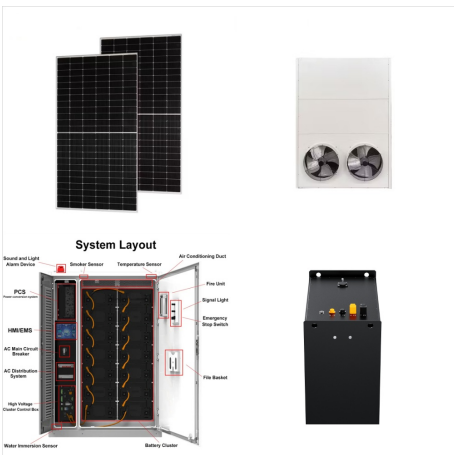 System Layout
Sound and Light
Alarm Device
Smoker Sensor
Temperature Sensor
Air Conditioning Duct
PCS
Power conversion system
Fire Unit
Signal Light
HMI/EMS
Emergency
Stop Switch
AC Main Circuit
Breaker
AC Distribution
System
File Basket
High Voltage
Cluster Control Box
Water Immersion Sensor
Battery Cluster